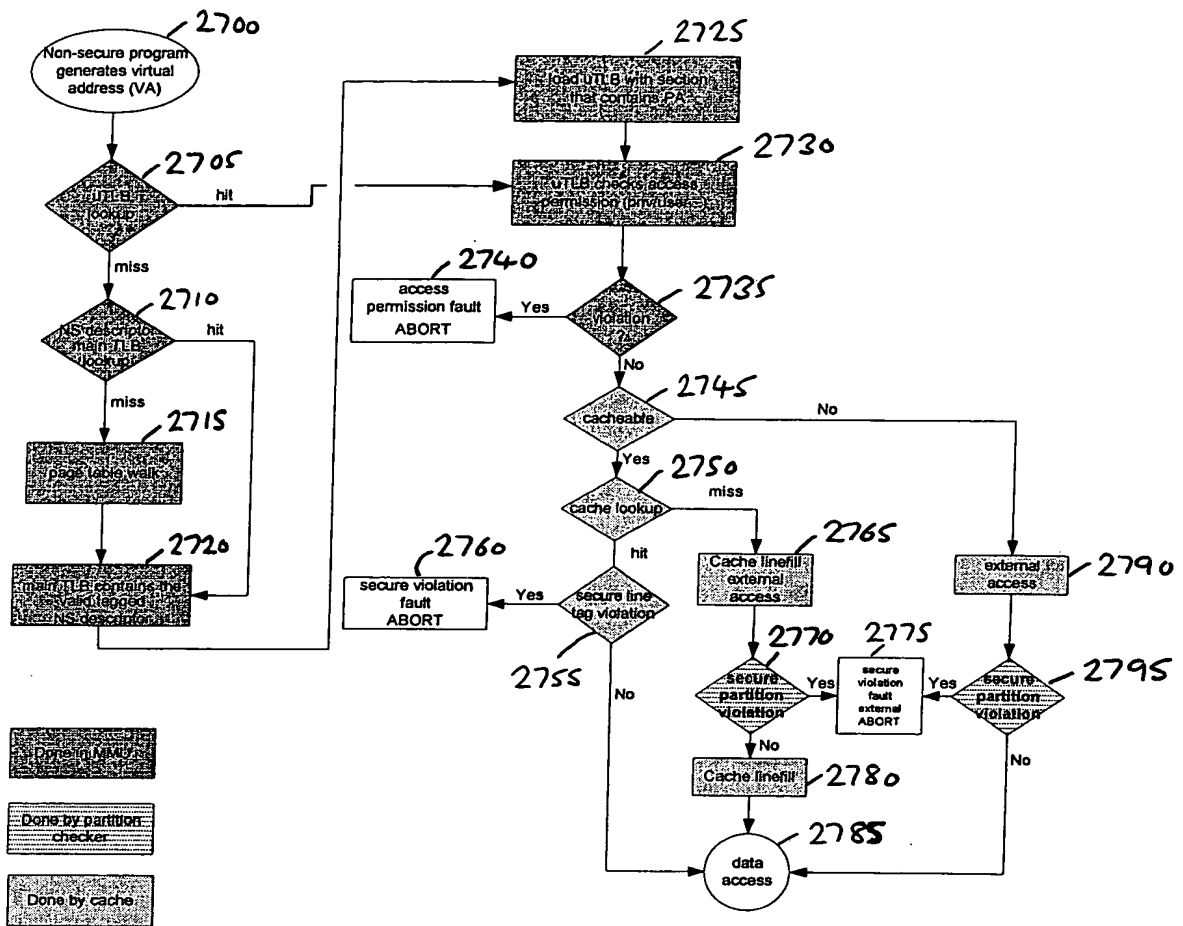 2700
Non-secure program
generates virtual
address (VA)
2705
uTLB
lookup
hit
miss
2710
NS descriptor
main TLB
lookup
hit
miss
2715
page table walk
2720
main TLB contains the
valid tagged
NS descriptor
2725
load uTLB with section
that contains PA
2730
uTLB checks access
permission (priv/user
2735
violation
?
Yes
2740
access
permission fault
ABORT
No
2745
cacheable
No
Yes
2750
cache lookup
miss
hit
2755
secure line
tag violation
Yes
2760
secure violation
fault
ABORT
No
2765
Cache linefill
external
access
2770
secure
partition
violation
Yes
2775
secure
violation
fault
external
ABORT
No
2780
Cache linefill
2785
data
access
2790
external
access
2795
secure
partition
violation
Yes
No
Done in MMU
Done by partition
checker
Done by cache